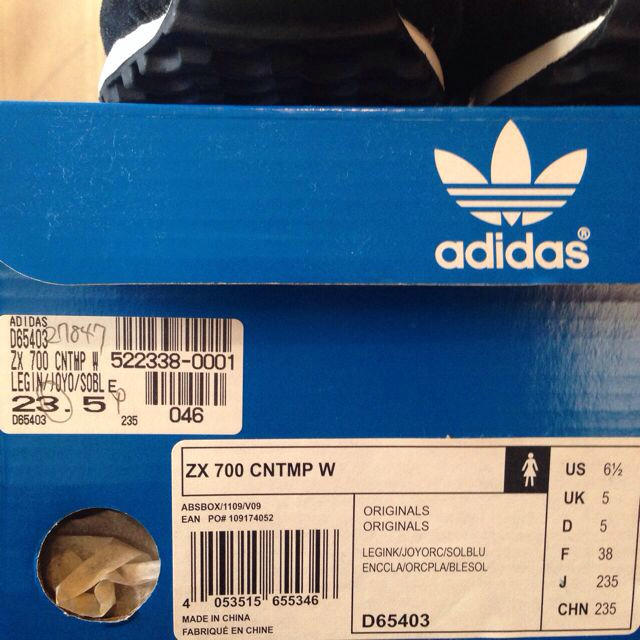 adidas®
ADIDAS
D65403 27847
ZX 700 CNTMP W 522338-0001
LEGIN/JOYO/SOBL E
23.5
D65403 235 046
ZX 700 CNTMP W
ABSBOX/1109/V09
EAN PO# 109174052
4 053515 655346
MADE IN CHINA
FABRIQUÉ EN CHINE
ORIGINALS
ORIGINALS
LEGINK/JOYORC/SOLBLU
ENCCLA/ORCPLA/BLESOL
D65403
US 6½
UK 5
D 5
F 38
J 235
CHN 235